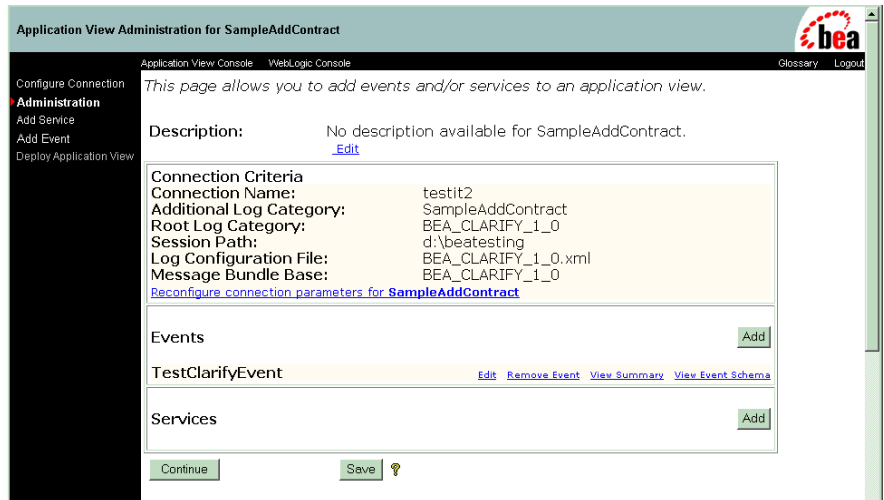 Application View Administration for SampleAddContract
bea
Application View Console WebLogic Console Glossary Logout
Configure Connection
Administration
Add Service
Add Event
Deploy Application View
This page allows you to add events and/or services to an application view.
Description: No description available for SampleAddContract.
Edit
Connection Criteria
Connection Name: testit2
Additional Log Category: SampleAddContract
Root Log Category: BEA_CLARIFY_1_0
Session Path: d:\beatesting
Log Configuration File: BEA_CLARIFY_1_0.xml
Message Bundle Base: BEA_CLARIFY_1_0
Reconfigure connection parameters for SampleAddContract
Events Add
TestClarifyEvent Edit Remove Event View Summary View Event Schema
Services Add
Continue Save ?